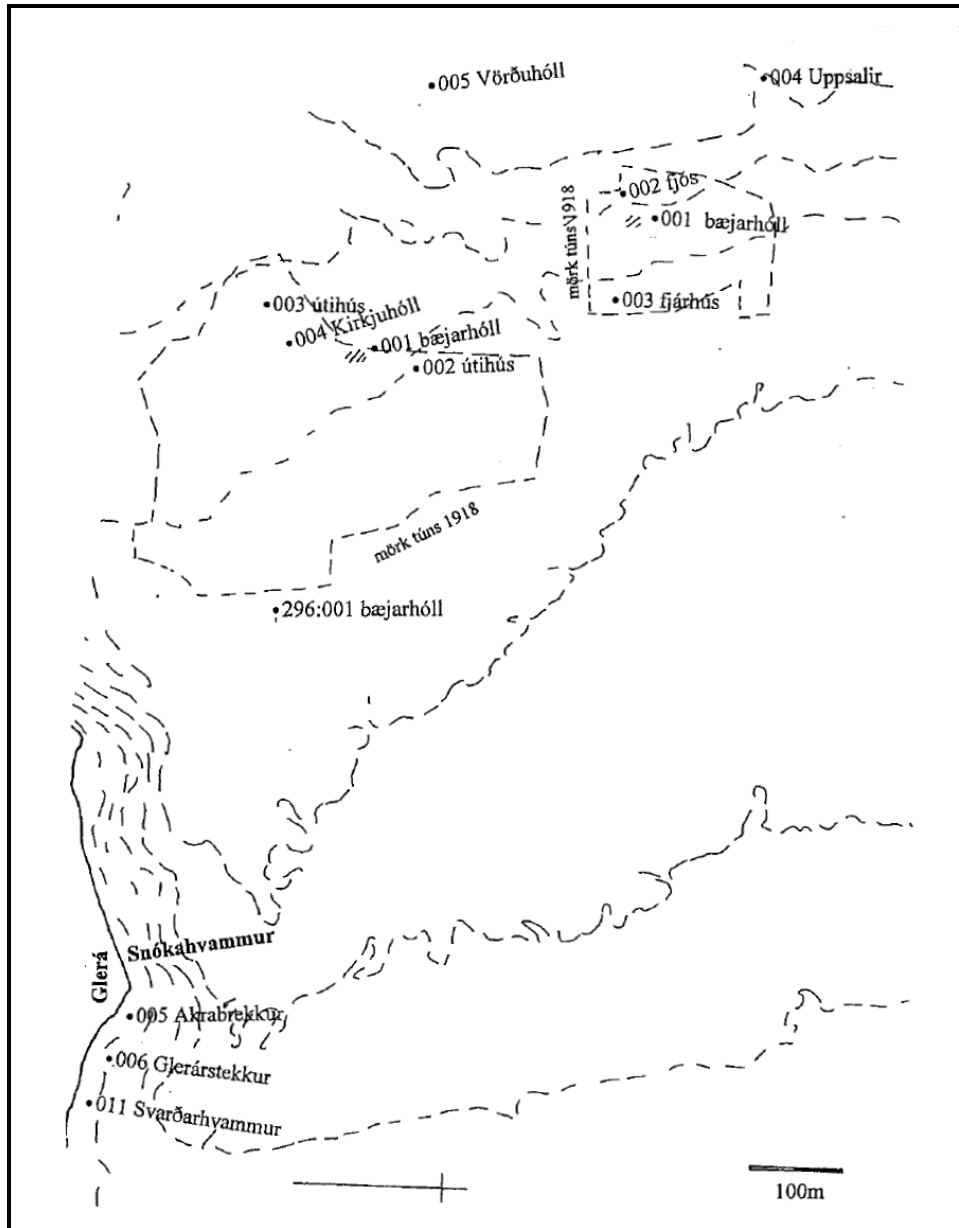 005 Vörðuhóll
004 Uppsalir
002 fjós
001 bæjarhóll
mörk túns 1918
003 fjárhús
003 útihús
004 Kirkjuhóll
001 bæjarhóll
002 útihús
mörk túns 1918
296:001 bæjarhóll
Snókahvammur
Glerá
005 Akrabrekkur
006 Glerárstekkur
011 Svarðarhvammur
100m